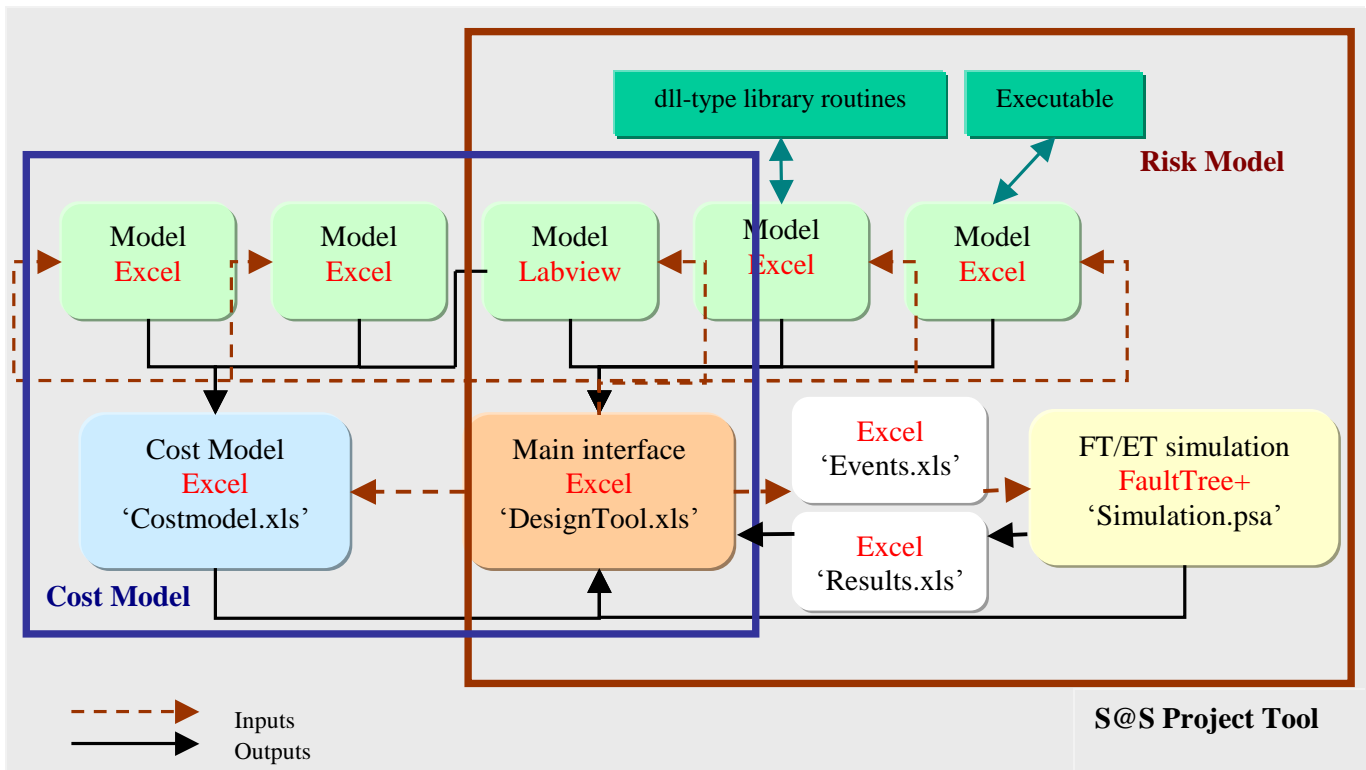 dll-type library routines
Executable
Risk Model
Model
Excel
Model
Excel
Model
Labview
Model
Excel
Model
Excel
Cost Model
Excel
‘Costmodel.xls’
Main interface
Excel
‘DesignTool.xls’
Excel
‘Events.xls’
Excel
‘Results.xls’
FT/ET simulation
FaultTree+
‘Simulation.psa’
Cost Model
Inputs
Outputs
S@S Project Tool